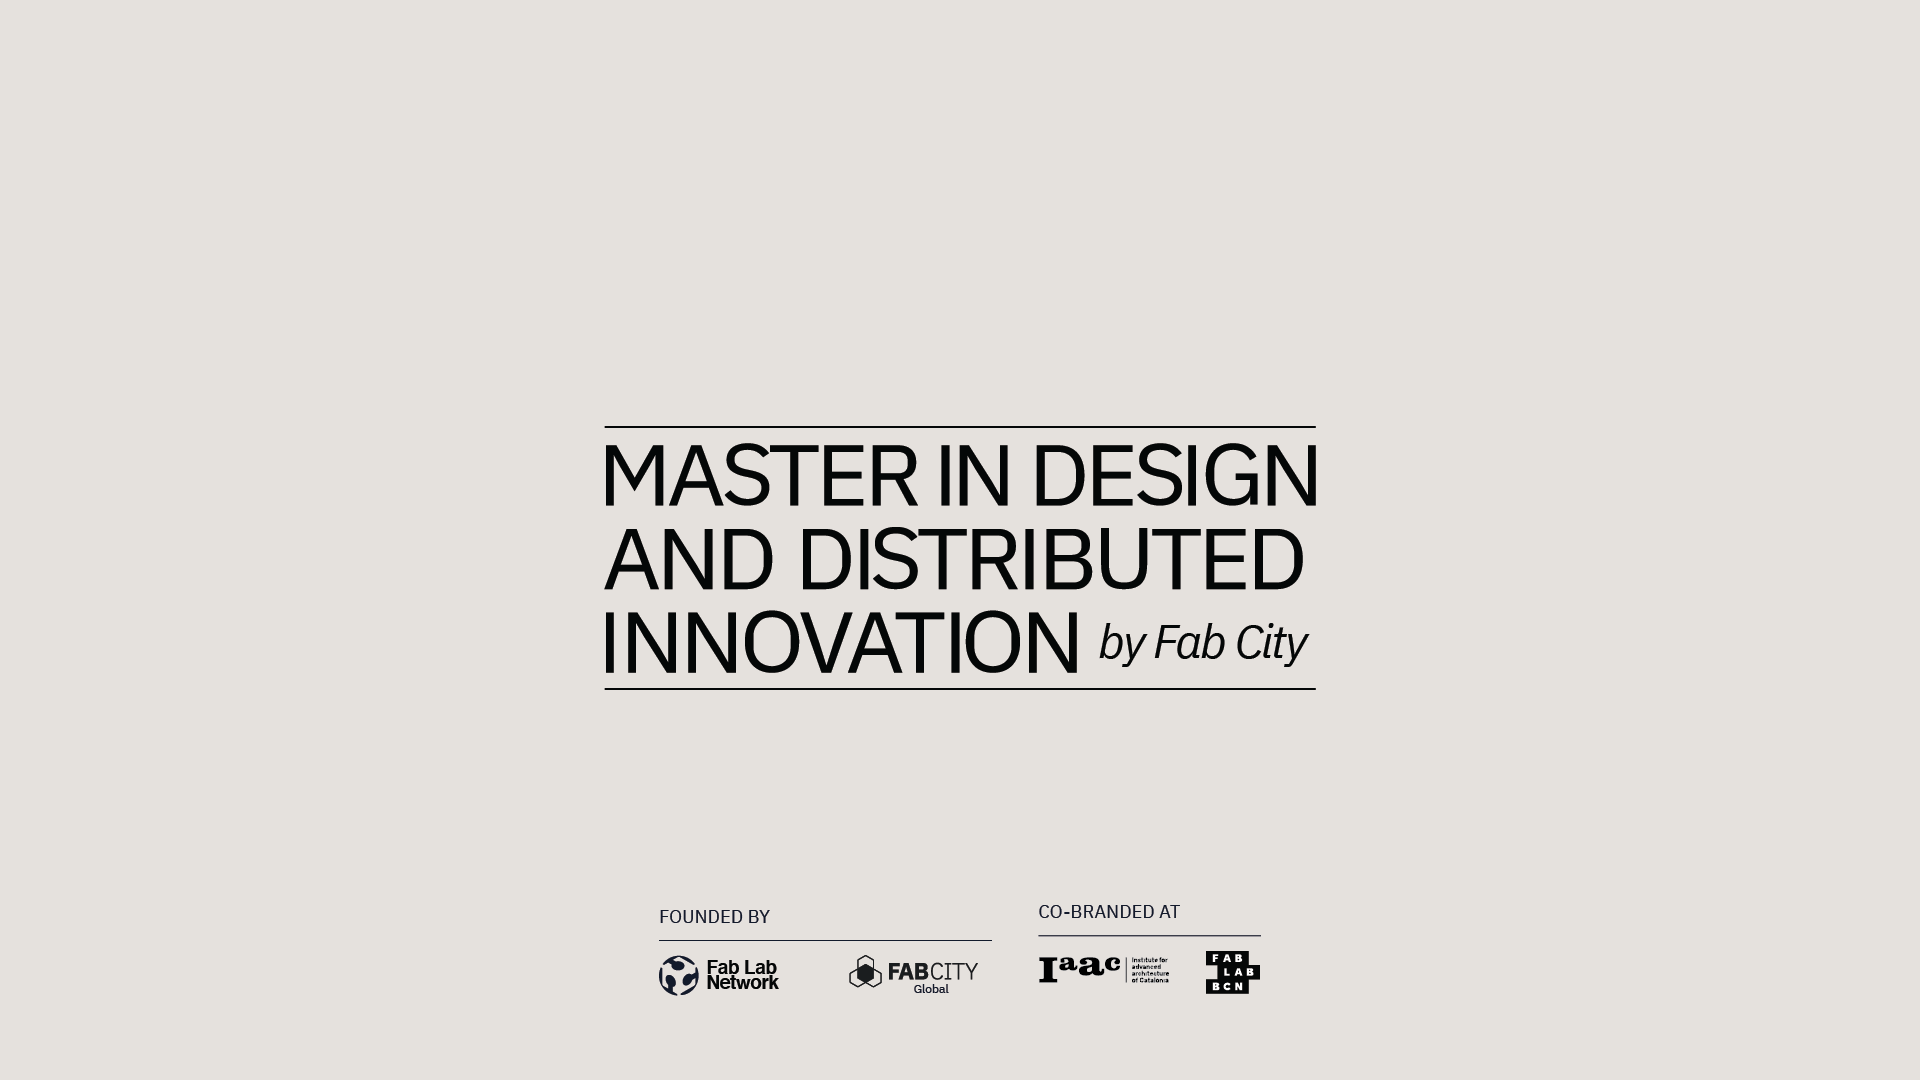 MASTER IN DESIGN
AND DISTRIBUTED
INNOVATION by Fab City
FOUNDED BY
Fab Lab
Network
FABCITY
Global
CO-BRANDED AT
Iaac
Institute for
advanced
architecture
of Catalonia
FAB
LAB
BCN